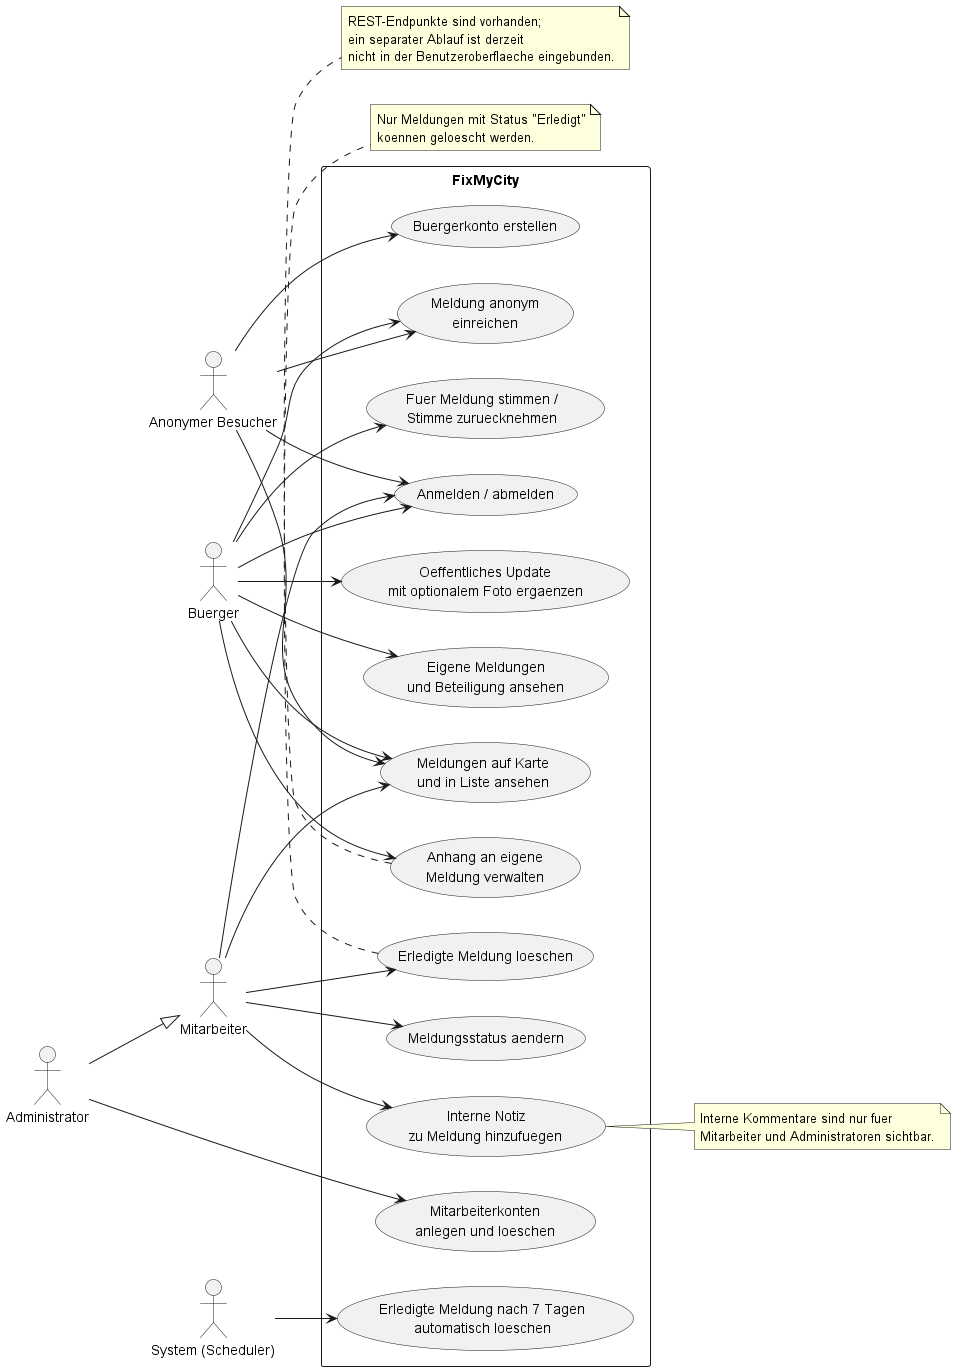 REST-Endpunkte sind vorhanden;
ein separater Ablauf ist derzeit
nicht in der Benutzeroberflaeche eingebunden.
Nur Meldungen mit Status "Erledigt"
koennen geloescht werden.
FixMyCity
Buergerkonto erstellen
Meldung anonym
einreichen
Anonymer Besucher
Fuer Meldung stimmen /
Stimme zuruecknehmen
Anmelden / abmelden
Oeffentliches Update
mit optionalem Foto ergaenzen
Buerger
Eigene Meldungen
und Beteiligung ansehen
Meldungen auf Karte
und in Liste ansehen
Anhang an eigene
Meldung verwalten
Erledigte Meldung loeschen
Mitarbeiter
Meldungsstatus aendern
Administrator
Interne Notiz
zu Meldung hinzufuegen
Interne Kommentare sind nur fuer
Mitarbeiter und Administratoren sichtbar.
Mitarbeiterkonten
anlegen und loeschen
Erledigte Meldung nach 7 Tagen
automatisch loeschen
System (Scheduler)